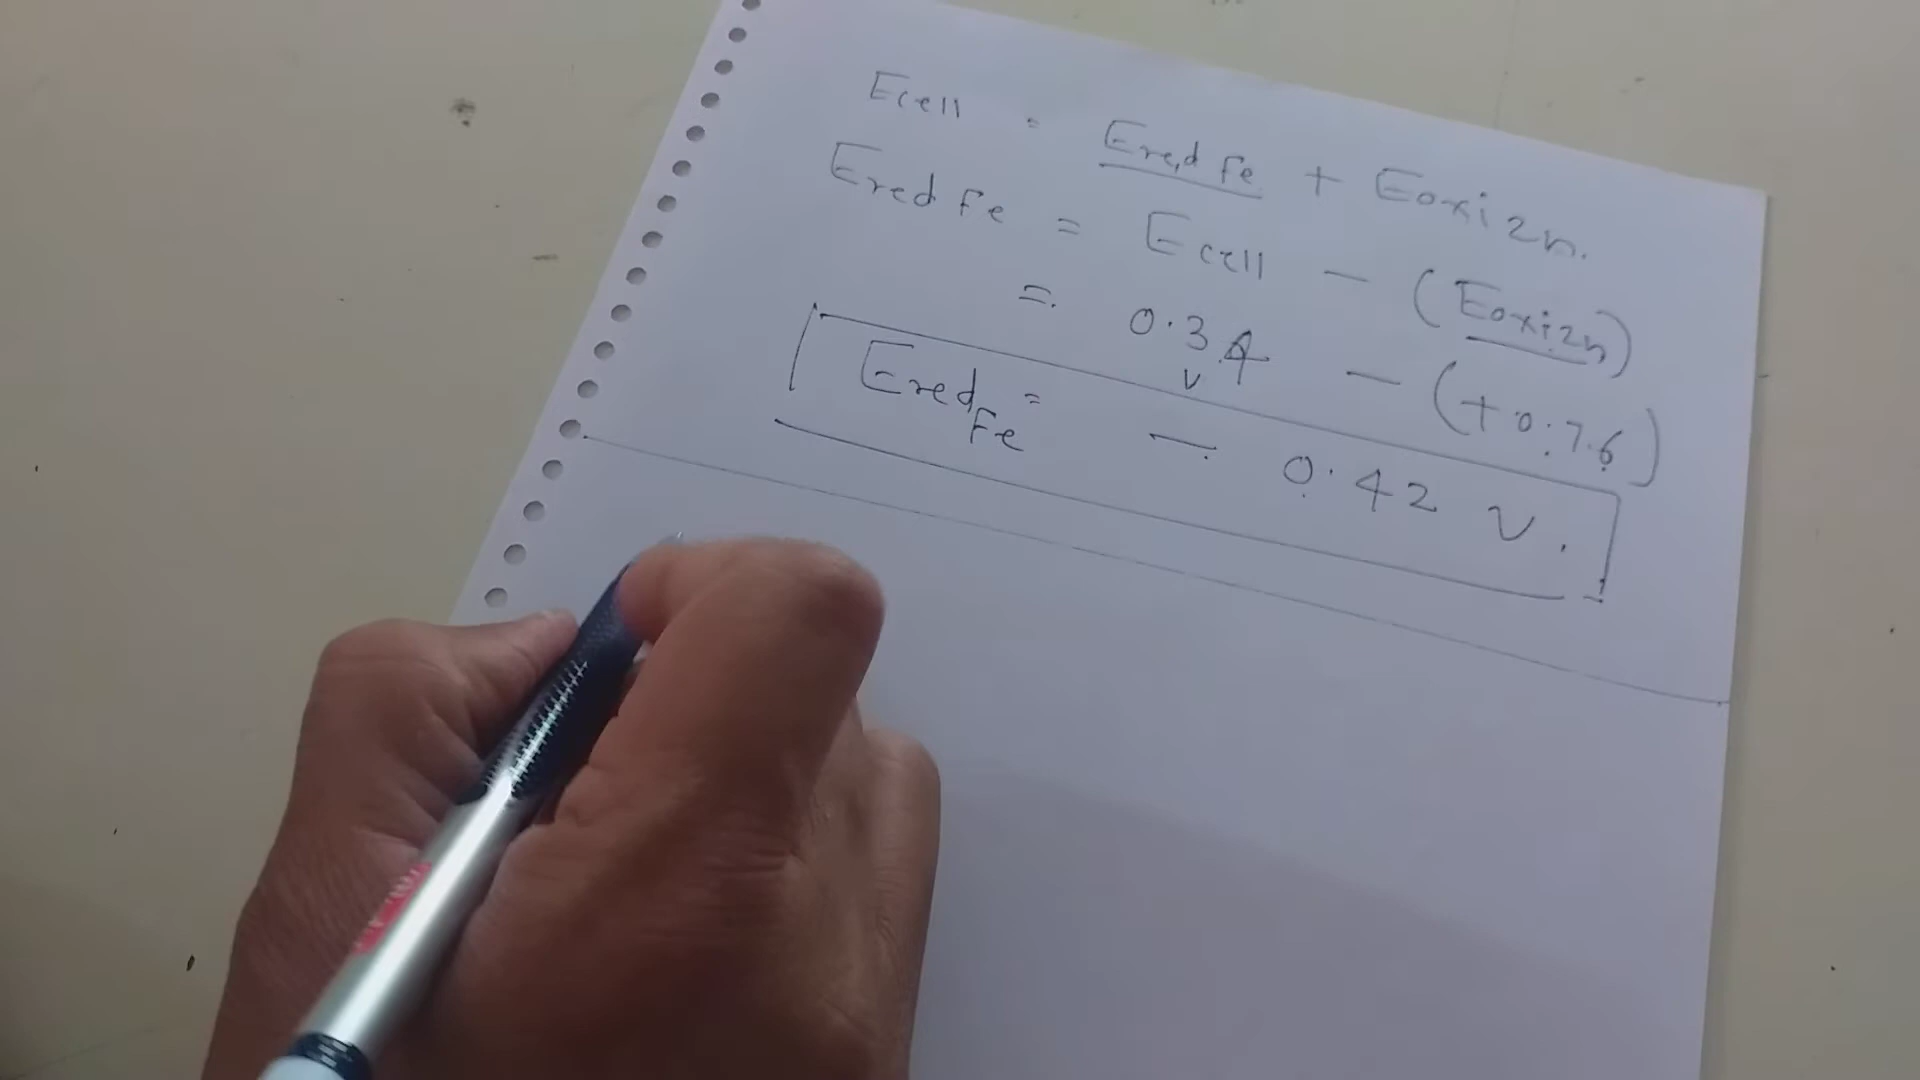 Ecell = Ered Fe + Eoxi Zn.
Ered Fe = Ecell − (Eoxi Zn)
=. 0.34 V − (+0.76)
Ered Fe = − 0.42 V.